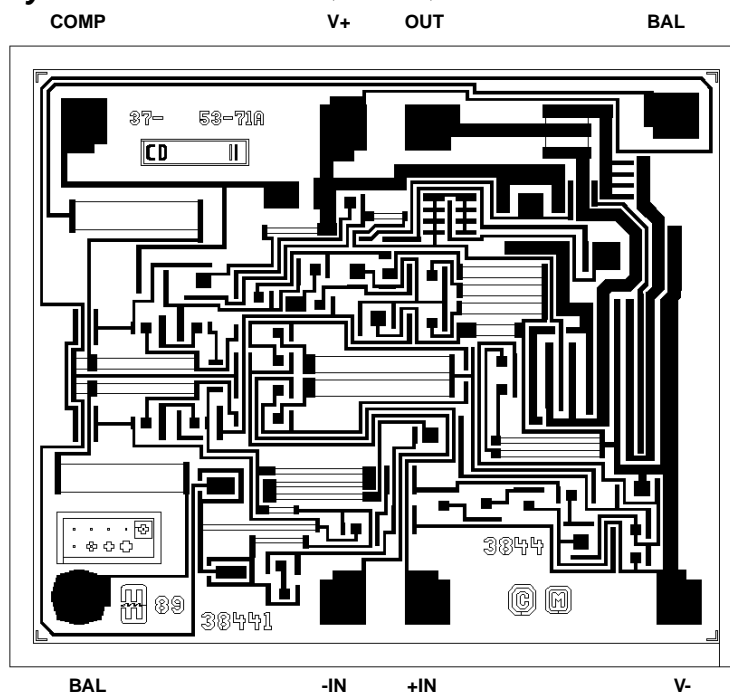 COMP V+ OUT BAL
37- 53-71A
CD
3844
89
38441
C M
BAL -IN +IN V-